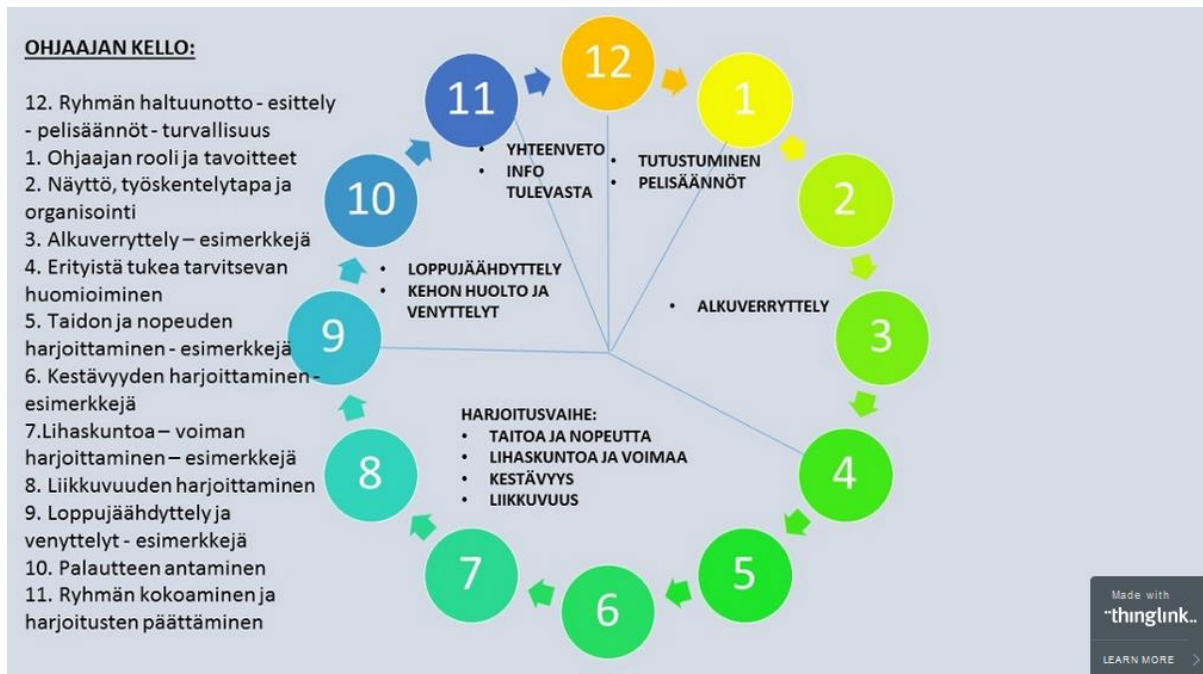 OHJAAJAN KELLO:
12. Ryhmän haltuunotto - esittely
- pelisäännöt - turvallisuus
1. Ohjaajan rooli ja tavoitteet
2. Näyttö, työskentelytapa ja
organisointi
3. Alkuverryttely – esimerkkejä
4. Erityistä tukea tarvitsevan
huomioiminen
5. Taidon ja nopeuden
harjoittaminen - esimerkkejä
6. Kestävyyden harjoittaminen -
esimerkkejä
7.Lihaskuntoa – voiman
harjoittaminen – esimerkkejä
8. Liikkuvuuden harjoittaminen
9. Loppujäähdyttely ja
venyttelyt - esimerkkejä
10. Palautteen antaminen
11. Ryhmän kokoaminen ja
harjoitusten päättäminen
12
1
2
3
4
5
6
7
8
9
10
11
• YHTEENVETO
• INFO
TULEVASTA
• TUTUSTUMINEN
• PELISÄÄNNÖT
• LOPPUJÄÄHDYTTELY
• KEHON HUOLTO JA
VENYTTELYT
• ALKUVERRYTTELY
HARJOITUSVAIHE:
• TAITOA JA NOPEUTTA
• LIHASKUNTOA JA VOIMAA
• KESTÄVYYS
• LIIKKUVUUS
Made with
¨thınglınk..
LEARN MORE